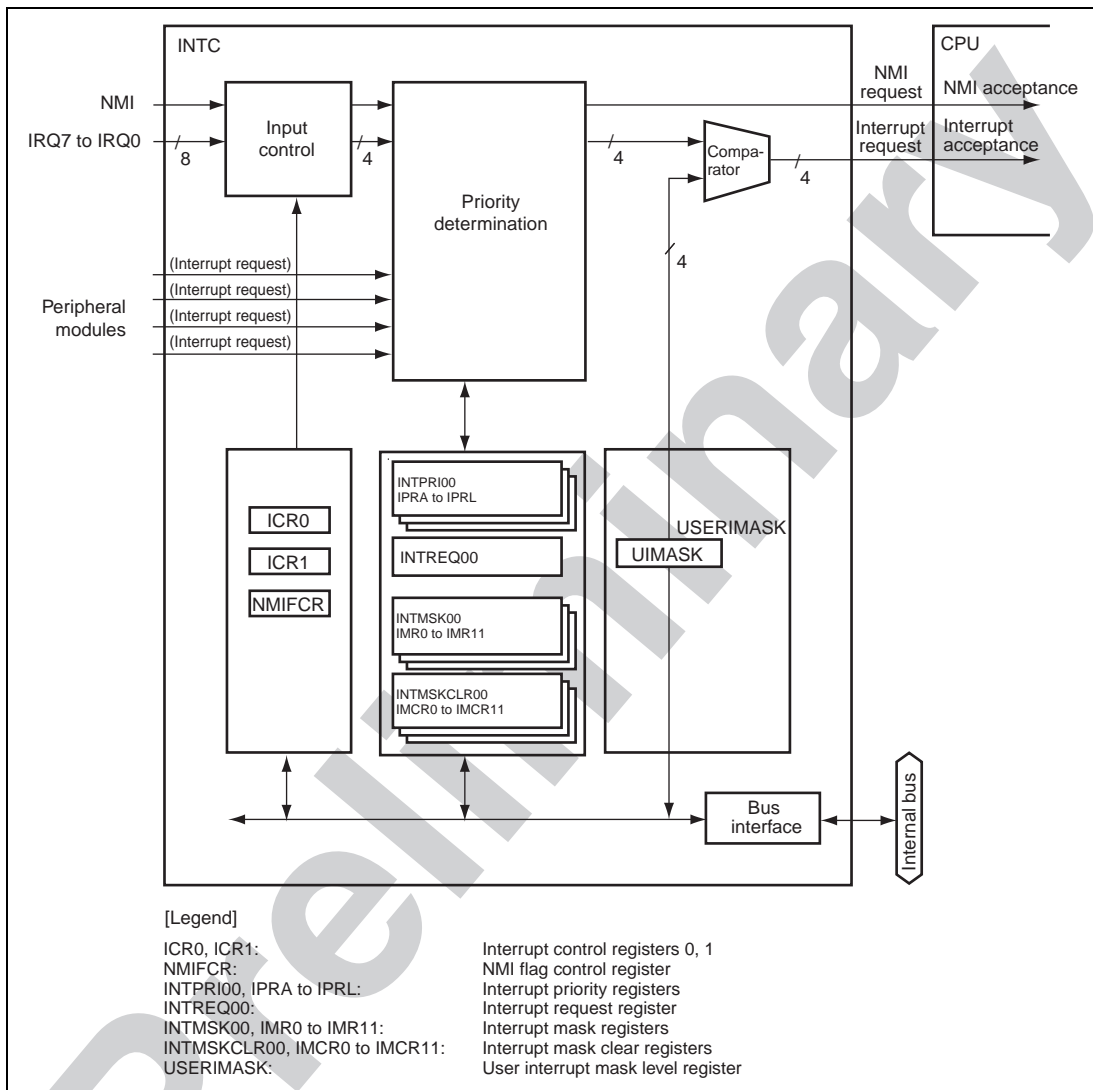 INTC
CPU
NMI
NMI
request
NMI acceptance
IRQ7 to IRQ0
8
Input
control
4
4
Compa-
rator
4
Interrupt
request
Interrupt
acceptance
Priority
determination
4
Peripheral
modules
(Interrupt request)
(Interrupt request)
(Interrupt request)
(Interrupt request)
ICR0
ICR1
NMIFCR
INTPRI00
IPRA to IPRL
INTREQ00
INTMSK00
IMR0 to IMR11
INTMSKCLR00
IMCR0 to IMCR11
USERIMASK
UIMASK
Bus
interface
Internal bus
[Legend]
ICR0, ICR1: Interrupt control registers 0, 1
NMIFCR: NMI flag control register
INTPRI00, IPRA to IPRL: Interrupt priority registers
INTREQ00: Interrupt request register
INTMSK00, IMR0 to IMR11: Interrupt mask registers
INTMSKCLR00, IMCR0 to IMCR11: Interrupt mask clear registers
USERIMASK: User interrupt mask level register
Preliminary